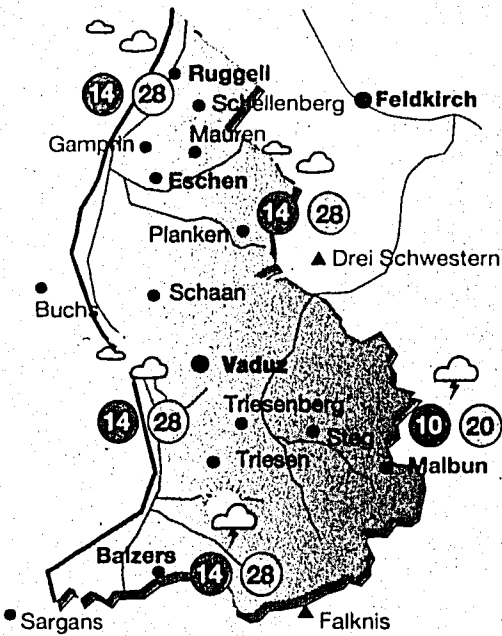 Ruggell
14 28
Schellenberg
Feldkirch
Gamprin
Mauren
Eschen
14 28
Planken
Drei Schwestern
Buchs
Schaan
Vaduz
14 28
Triesenberg
Steg
10 20
Triesen
Malbun
Balzers
14 28
Sargans
Falknis